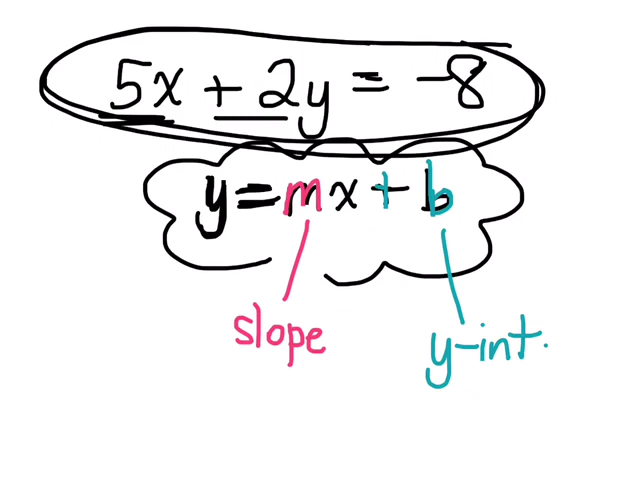 5x + 2y = -8
y = mx + b
slope
y-int.